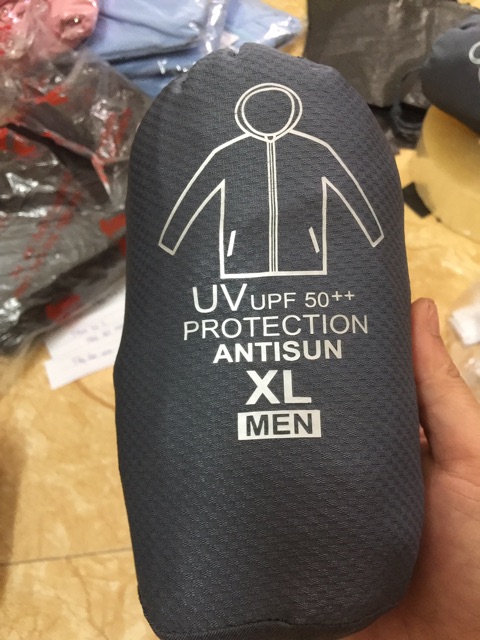 UV UPF 50++
PROTECTION
ANTISUN
XL
MEN